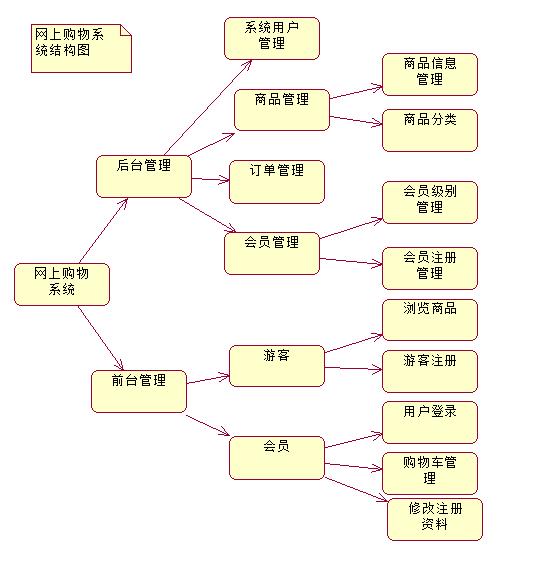 网上购物系
统结构图
系统用户
管理
商品管理
商品信息
管理
商品分类
后台管理
订单管理
会员级别
管理
会员管理
会员注册
管理
网上购物
系统
浏览商品
游客
游客注册
前台管理
用户登录
会员
购物车管
理
修改注册
资料